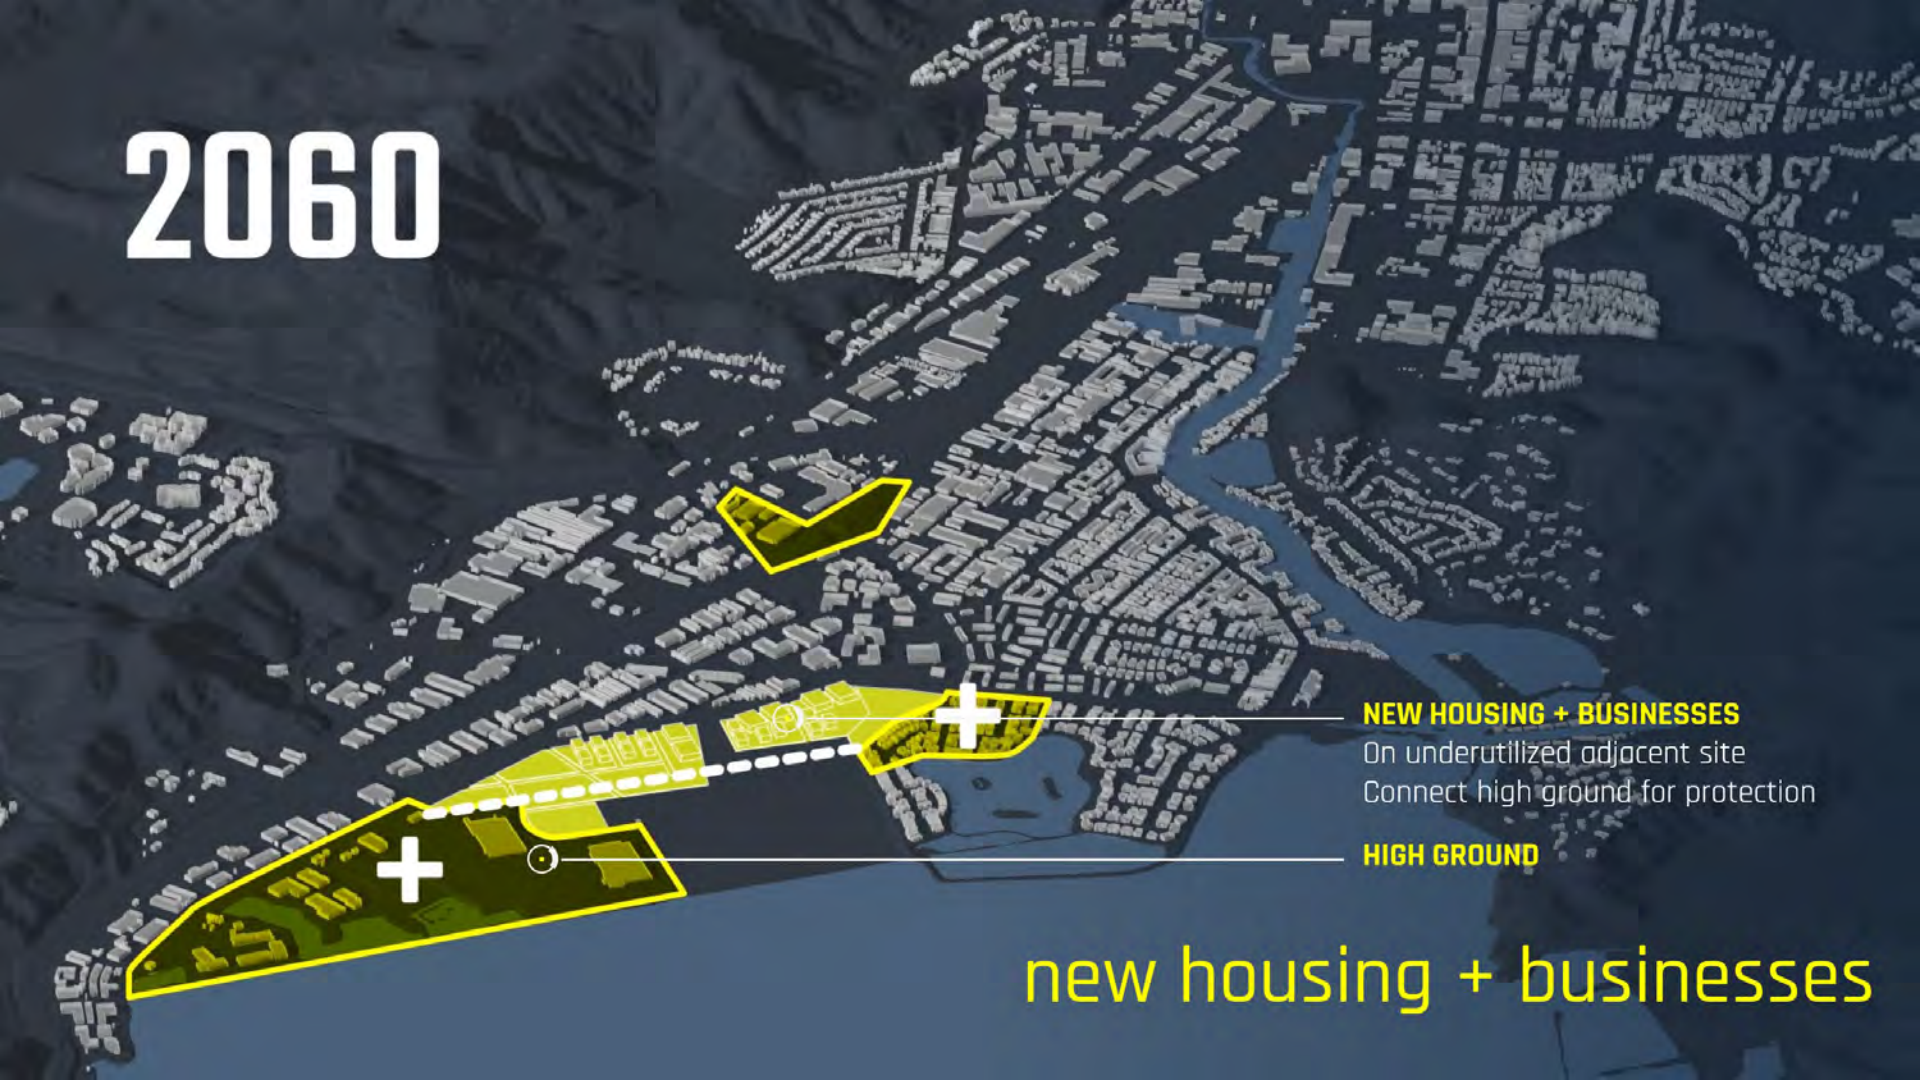 2060
NEW HOUSING + BUSINESSES
On underutilized adjacent site
Connect high ground for protection
HIGH GROUND
new housing + businesses